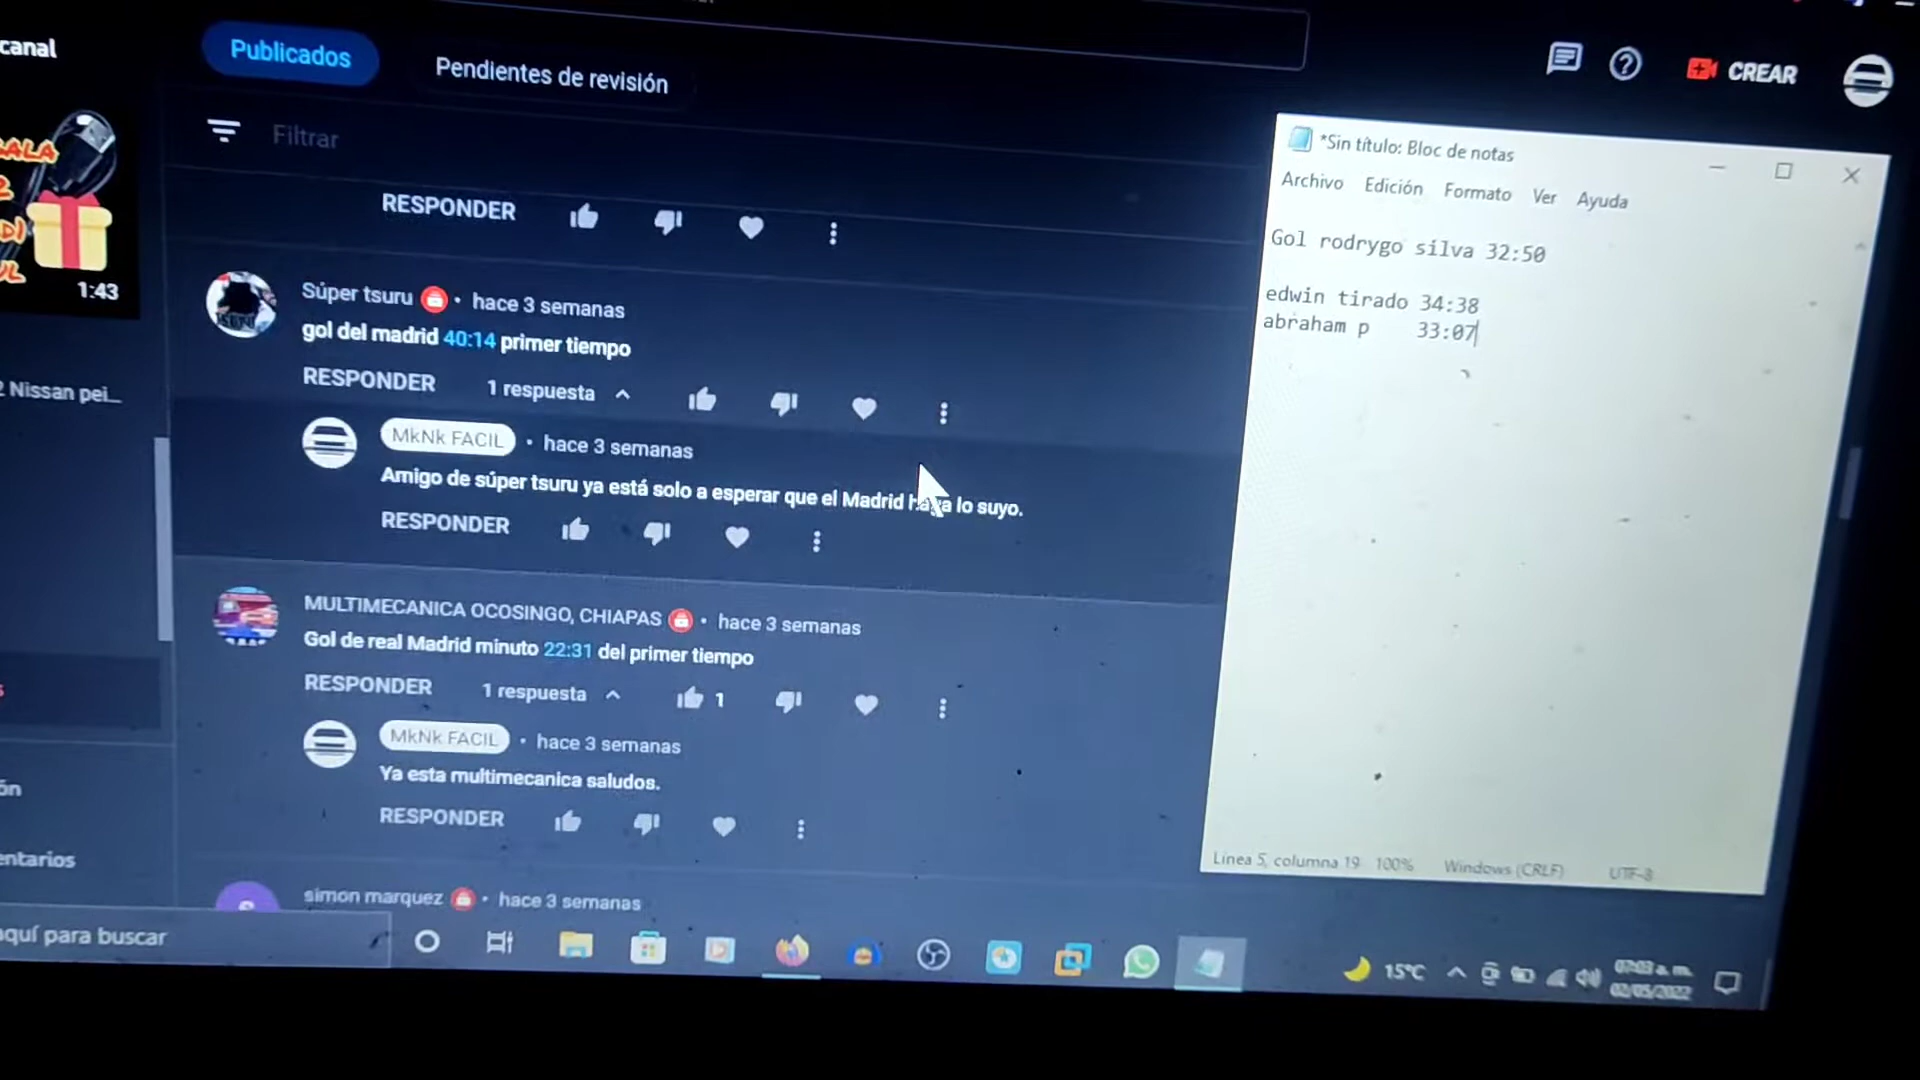 canal
Publicados
Pendientes de revisión
CREAR
Filtrar
1:43
RESPONDER
Súper tsuru • hace 3 semanas
gol del madrid 40:14 primer tiempo
RESPONDER 1 respuesta
MkNk FACIL • hace 3 semanas
Amigo de súper tsuru ya está solo a esperar que el Madrid haga lo suyo.
RESPONDER
2 Nissan pei...
MULTIMECANICA OCOSINGO, CHIAPAS • hace 3 semanas
Gol de real Madrid minuto 22:31 del primer tiempo
RESPONDER 1 respuesta 1
MkNk FACIL • hace 3 semanas
Ya esta multimecanica saludos.
RESPONDER
ón
entarios
simon marquez • hace 3 semanas
*Sin título: Bloc de notas
Archivo Edición Formato Ver Ayuda
Gol rodrygo silva 32:50
edwin tirado 34:38
abraham p 33:07
Línea 5, columna 19 100% Windows (CRLF) UTF-8
aquí para buscar
15°C
07:03 a. m.
02/05/2022